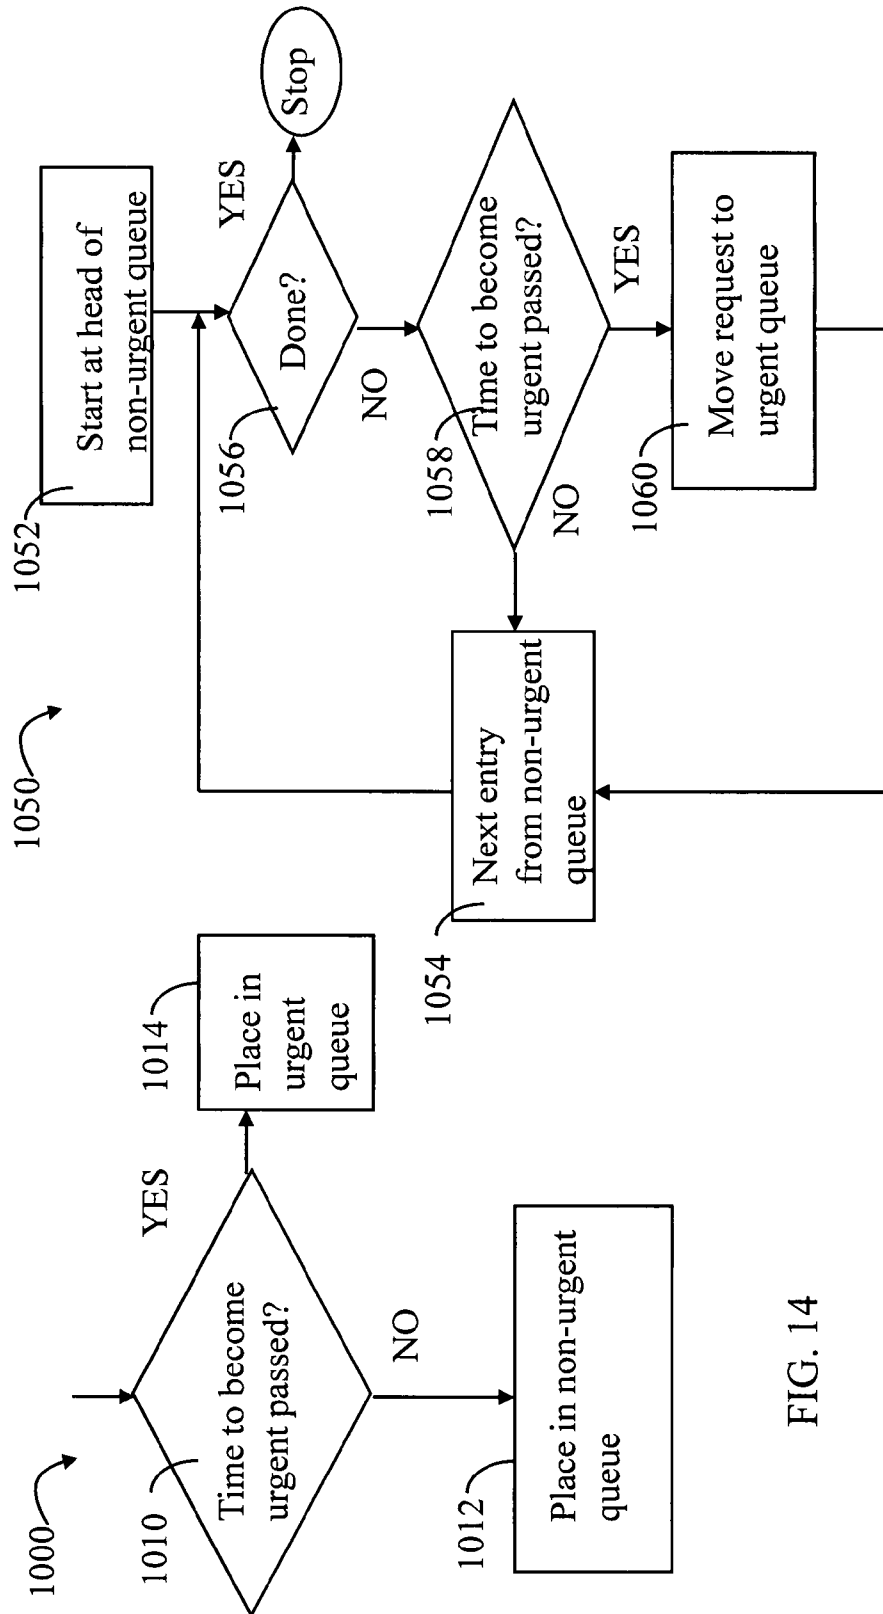 1000
1010
Time to become
urgent passed?
YES
NO
1012
Place in non-urgent
queue
1014
Place in
urgent
queue
1050
1052
Start at head of
non-urgent queue
1056
Done?
YES
Stop
NO
1058
Time to become
urgent passed?
NO
YES
1054
Next entry
from non-urgent
queue
1060
Move request to
urgent queue
FIG. 14